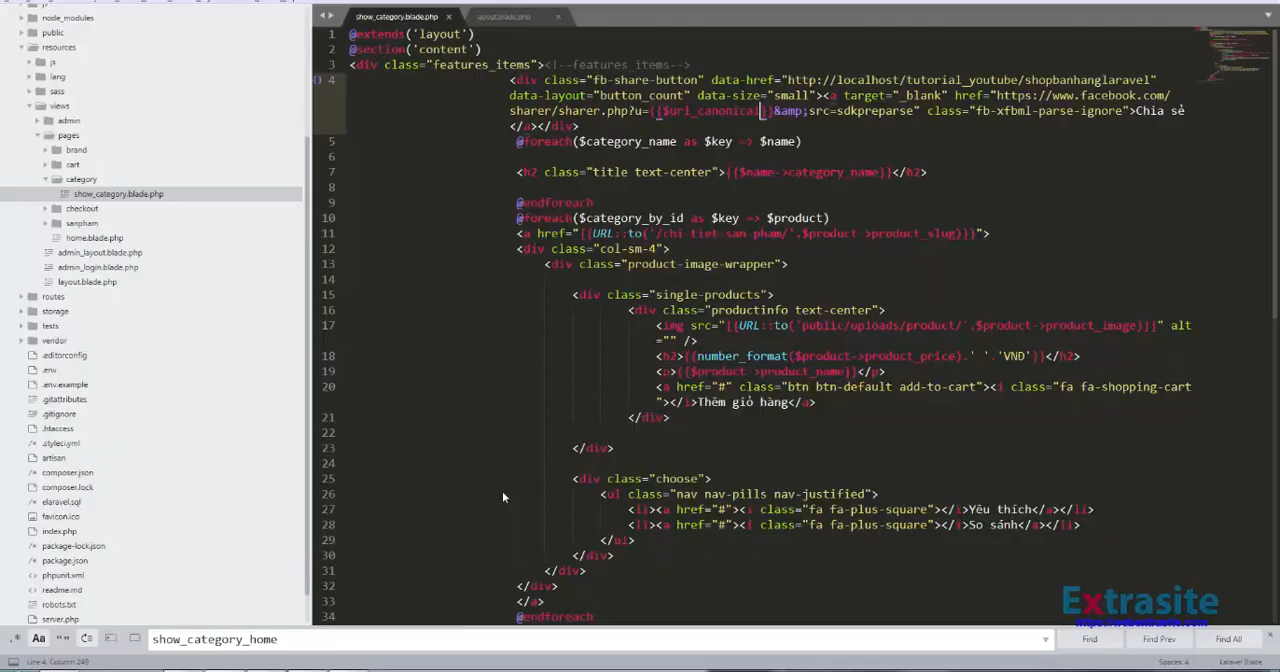 node_modules
public
resources
js
lang
sass
views
admin
pages
brand
cart
category
show_category.blade.php
checkout
sanpham
home.blade.php
admin_layout.blade.php
admin_login.blade.php
layout.blade.php
routes
storage
tests
vendor
.editorconfig
.env
.env.example
.gitattributes
.gitignore
.htaccess
.styleci.yml
artisan
composer.json
composer.lock
elaravel.sql
favicon.ico
index.php
package-lock.json
package.json
phpunit.xml
readme.md
robots.txt
server.php
show_category.blade.php × layout.blade.php ×
1 @extends('layout')
2 @section('content')
3 <div class="features_items"><!--features_items-->
4 <div class="fb-share-button" data-href="http://localhost/tutorial_youtube/shopbanhanglaravel"
data-layout="button_count" data-size="small"><a target="_blank" href="https://www.facebook.com/
sharer/sharer.php?u={{$url_canonical}}&amp;src=sdkpreparse" class="fb-xfbml-parse-ignore">Chia sẻ
</a></div>
5 @foreach($category_name as $key => $name)
6
7 <h2 class="title text-center">{{$name->category_name}}</h2>
8
9 @endforeach
10 @foreach($category_by_id as $key => $product)
11 <a href="{{URL::to('/chi-tiet-san-pham/'.$product->product_slug)}}">
12 <div class="col-sm-4">
13 <div class="product-image-wrapper">
14
15 <div class="single-products">
16 <div class="productinfo text-center">
17 <img src="{{URL::to('public/uploads/product/'.$product->product_image)}}" alt
="" />
18 <h2>{{number_format($product->product_price).' '.'VNĐ'}}</h2>
19 <p>{{$product->product_name}}</p>
20 <a href="#" class="btn btn-default add-to-cart"><i class="fa fa-shopping-cart
"></i>Thêm giỏ hàng</a>
21 </div>
22
23 </div>
24
25 <div class="choose">
26 <ul class="nav nav-pills nav-justified">
27 <li><a href="#"><i class="fa fa-plus-square"></i>Yêu thích</a></li>
28 <li><a href="#"><i class="fa fa-plus-square"></i>So sánh</a></li>
29 </ul>
30 </div>
31 </div>
32 </div>
33 </a>
34 @endforeach
Extrasite
.* Aa "" show_category_home Find Find Prev Find All
Line 4, Column 249 Spaces: 4 Laravel Blade